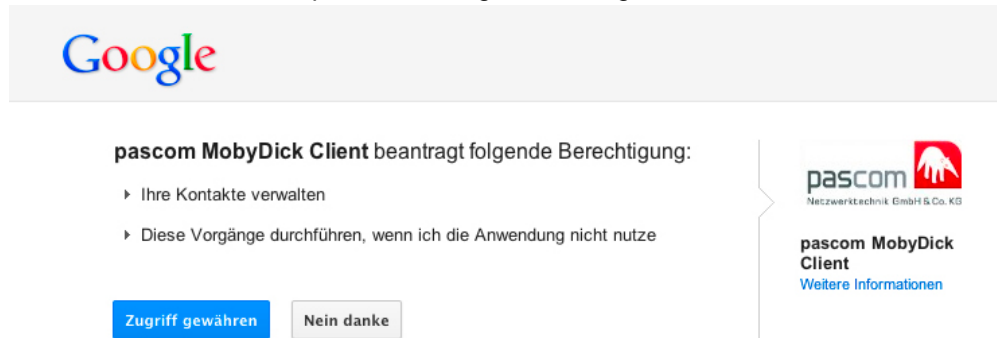 Google
pascom MobyDick Client beantragt folgende Berechtigung:
Ihre Kontakte verwalten
Diese Vorgänge durchführen, wenn ich die Anwendung nicht nutze
Zugriff gewähren
Nein danke
pascom
Netzwerktechnik GmbH & Co. KG
pascom MobyDick
Client
Weitere Informationen